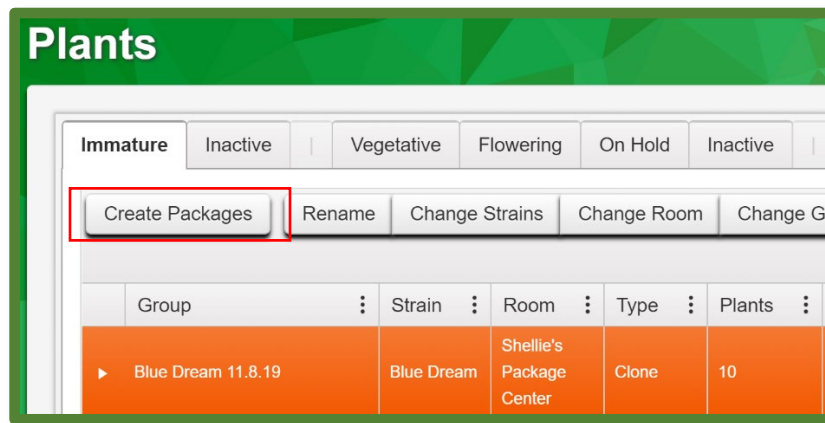 Plants
Immature Inactive | Vegetative Flowering On Hold Inactive |
Create Packages Rename Change Strains Change Room Change G
Group Strain Room Type Plants
Blue Dream 11.8.19 Blue Dream Shellie's Package Center Clone 10